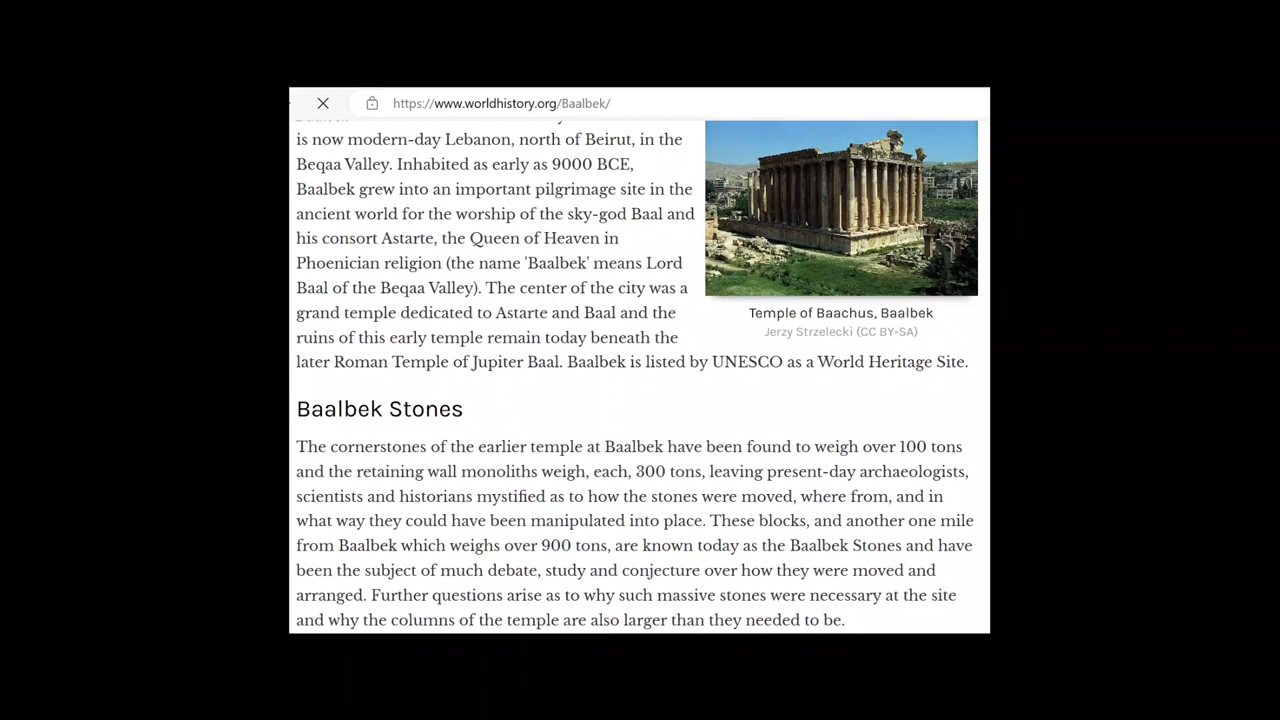 https://www.worldhistory.org/Baalbek/
is now modern-day Lebanon, north of Beirut, in the
Beqaa Valley. Inhabited as early as 9000 BCE,
Baalbek grew into an important pilgrimage site in the
ancient world for the worship of the sky-god Baal and
his consort Astarte, the Queen of Heaven in
Phoenician religion (the name 'Baalbek' means Lord
Baal of the Beqaa Valley). The center of the city was a
grand temple dedicated to Astarte and Baal and the
ruins of this early temple remain today beneath the
later Roman Temple of Jupiter Baal. Baalbek is listed by UNESCO as a World Heritage Site.
Temple of Baachus, Baalbek
Jerzy Strzelecki (CC BY-SA)
Baalbek Stones
The cornerstones of the earlier temple at Baalbek have been found to weigh over 100 tons
and the retaining wall monoliths weigh, each, 300 tons, leaving present-day archaeologists,
scientists and historians mystified as to how the stones were moved, where from, and in
what way they could have been manipulated into place. These blocks, and another one mile
from Baalbek which weighs over 900 tons, are known today as the Baalbek Stones and have
been the subject of much debate, study and conjecture over how they were moved and
arranged. Further questions arise as to why such massive stones were necessary at the site
and why the columns of the temple are also larger than they needed to be.